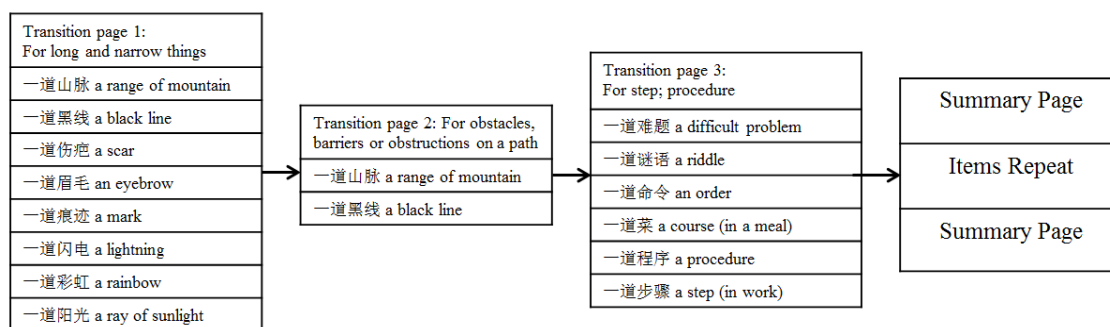 Transition page 1:
For long and narrow things
一道山脉 a range of mountain
一道黑线 a black line
一道伤疤 a scar
一道眉毛 an eyebrow
一道痕迹 a mark
一道闪电 a lightning
一道彩虹 a rainbow
一道阳光 a ray of sunlight
Transition page 2: For obstacles,
barriers or obstructions on a path
一道山脉 a range of mountain
一道黑线 a black line
Transition page 3:
For step; procedure
一道难题 a difficult problem
一道谜语 a riddle
一道命令 an order
一道菜 a course (in a meal)
一道程序 a procedure
一道步骤 a step (in work)
Summary Page
Items Repeat
Summary Page